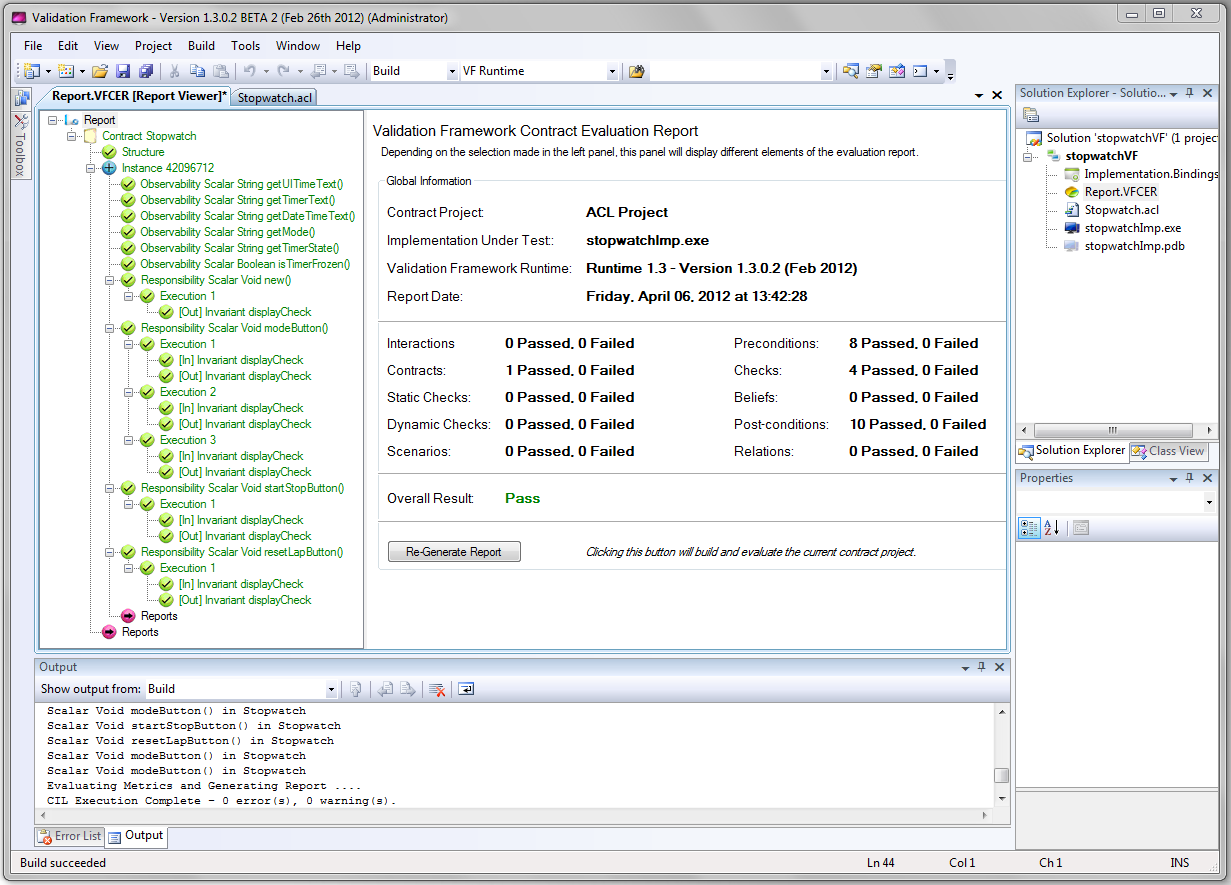 Validation Framework - Version 1.3.0.2 BETA 2 (Feb 26th 2012) (Administrator)
File Edit View Project Build Tools Window Help
Build VF Runtime
Report.VFCER [Report Viewer]* Stopwatch.acl
Toolbox
Report
Contract Stopwatch
Structure
Instance 42096712
Observability Scalar String getUITimeText()
Observability Scalar String getTimerText()
Observability Scalar String getDateTimeText()
Observability Scalar String getMode()
Observability Scalar String getTimerState()
Observability Scalar Boolean isTimerFrozen()
Responsibility Scalar Void new()
Execution 1
[Out] Invariant displayCheck
Responsibility Scalar Void modeButton()
Execution 1
[In] Invariant displayCheck
[Out] Invariant displayCheck
Execution 2
[In] Invariant displayCheck
[Out] Invariant displayCheck
Execution 3
[In] Invariant displayCheck
[Out] Invariant displayCheck
Responsibility Scalar Void startStopButton()
Execution 1
[In] Invariant displayCheck
[Out] Invariant displayCheck
Responsibility Scalar Void resetLapButton()
Execution 1
[In] Invariant displayCheck
[Out] Invariant displayCheck
Reports
Reports
Validation Framework Contract Evaluation Report
Depending on the selection made in the left panel, this panel will display different elements of the evaluation report.
Global Information
Contract Project: ACL Project
Implementation Under Test: stopwatchImp.exe
Validation Framework Runtime: Runtime 1.3 - Version 1.3.0.2 (Feb 2012)
Report Date: Friday, April 06, 2012 at 13:42:28
Interactions 0 Passed, 0 Failed Preconditions: 8 Passed, 0 Failed
Contracts: 1 Passed, 0 Failed Checks: 4 Passed, 0 Failed
Static Checks: 0 Passed, 0 Failed Beliefs: 0 Passed, 0 Failed
Dynamic Checks: 0 Passed, 0 Failed Post-conditions: 10 Passed, 0 Failed
Scenarios: 0 Passed, 0 Failed Relations: 0 Passed, 0 Failed
Overall Result: Pass
Re-Generate Report Clicking this button will build and evaluate the current contract project.
Solution Explorer - Solutio...
Solution 'stopwatchVF' (1 projec
stopwatchVF
Implementation.Bindings
Report.VFCER
Stopwatch.acl
stopwatchImp.exe
stopwatchImp.pdb
Solution Explorer Class View
Properties
Output
Show output from: Build
Scalar Void modeButton() in Stopwatch
Scalar Void startStopButton() in Stopwatch
Scalar Void resetLapButton() in Stopwatch
Scalar Void modeButton() in Stopwatch
Scalar Void modeButton() in Stopwatch
Evaluating Metrics and Generating Report ....
CIL Execution Complete - 0 error(s), 0 warning(s).
Error List Output
Build succeeded Ln 44 Col 1 Ch 1 INS